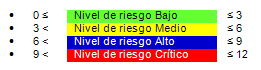 • 0 ≤ Nivel de riesgo Bajo ≤ 3
• 3 < Nivel de riesgo Medio ≤ 6
• 6 < Nivel de riesgo Alto ≤ 9
• 9 < Nivel de riesgo Crítico ≤ 12